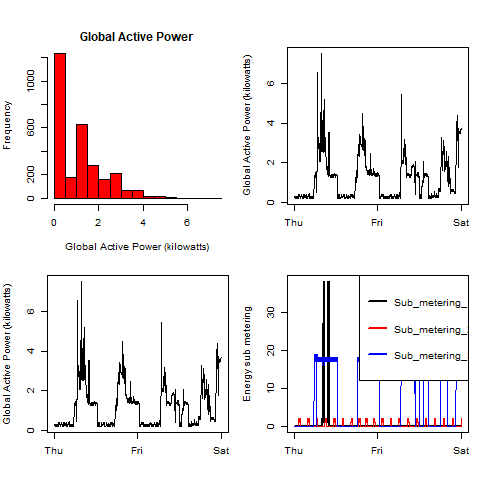 Global Active Power
Frequency
0 200 600 1000
0 2 4 6
Global Active Power (kilowatts)
Global Active Power (kilowatts)
0 2 4 6
Thu Fri Sat
Global Active Power (kilowatts)
0 2 4 6
Thu Fri Sat
Energy sub metering
0 10 20 30
Sub_metering_
Sub_metering_
Sub_metering_
Thu Fri Sat